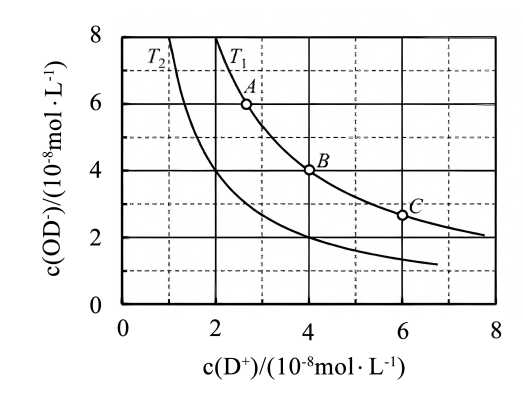 c(OD⁻)/(10⁻⁸mol · L⁻¹)
8
6
4
2
0
T₂
T₁
A
B
C
0 2 4 6 8
c(D⁺)/(10⁻⁸mol · L⁻¹)